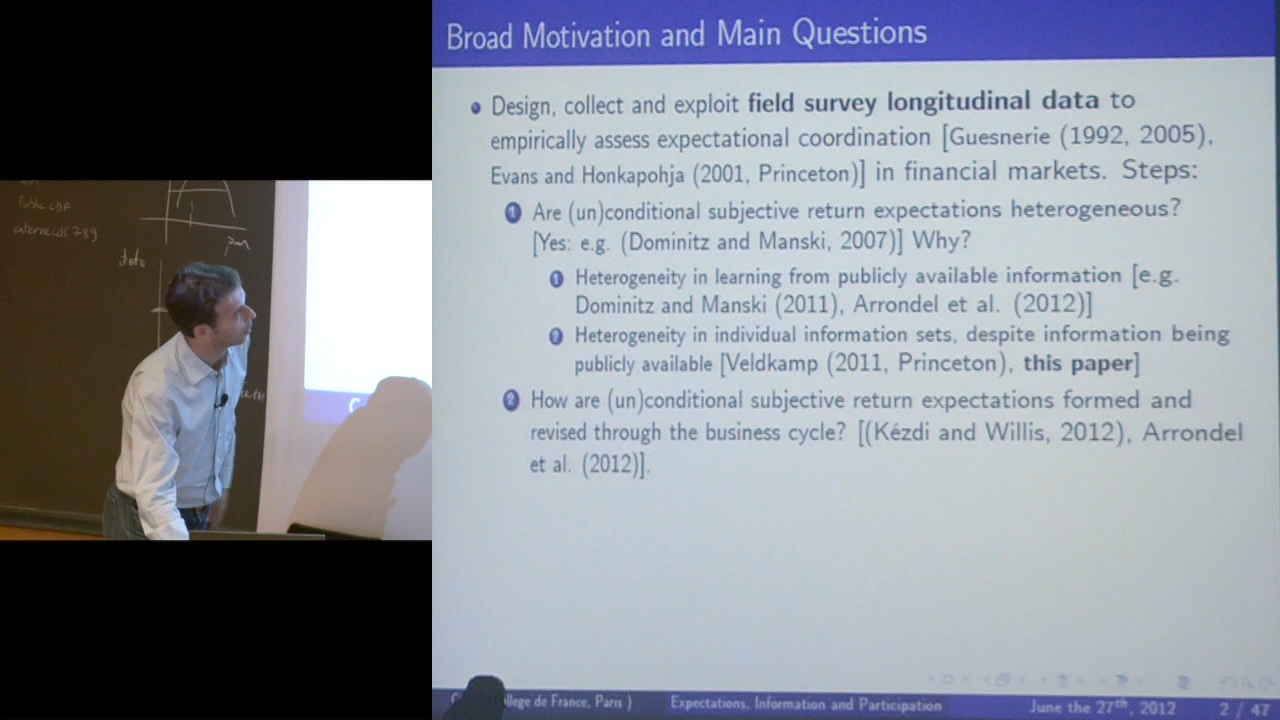 Broad Motivation and Main Questions
Design, collect and exploit field survey longitudinal data to
empirically assess expectational coordination [Guesnerie (1992, 2005),
Evans and Honkapohja (2001, Princeton)] in financial markets. Steps:
1 Are (un)conditional subjective return expectations heterogeneous?
[Yes: e.g. (Dominitz and Manski, 2007)] Why?
1 Heterogeneity in learning from publicly available information [e.g.
Dominitz and Manski (2011), Arrondel et al. (2012)]
2 Heterogeneity in individual information sets, despite information being
publicly available [Veldkamp (2011, Princeton), this paper]
2 How are (un)conditional subjective return expectations formed and
revised through the business cycle? [(Kézdi and Willis, 2012), Arrondel
et al. (2012)].
llege de France, Paris ) Expectations, Information and Participation June the 27th, 2012 2 / 47